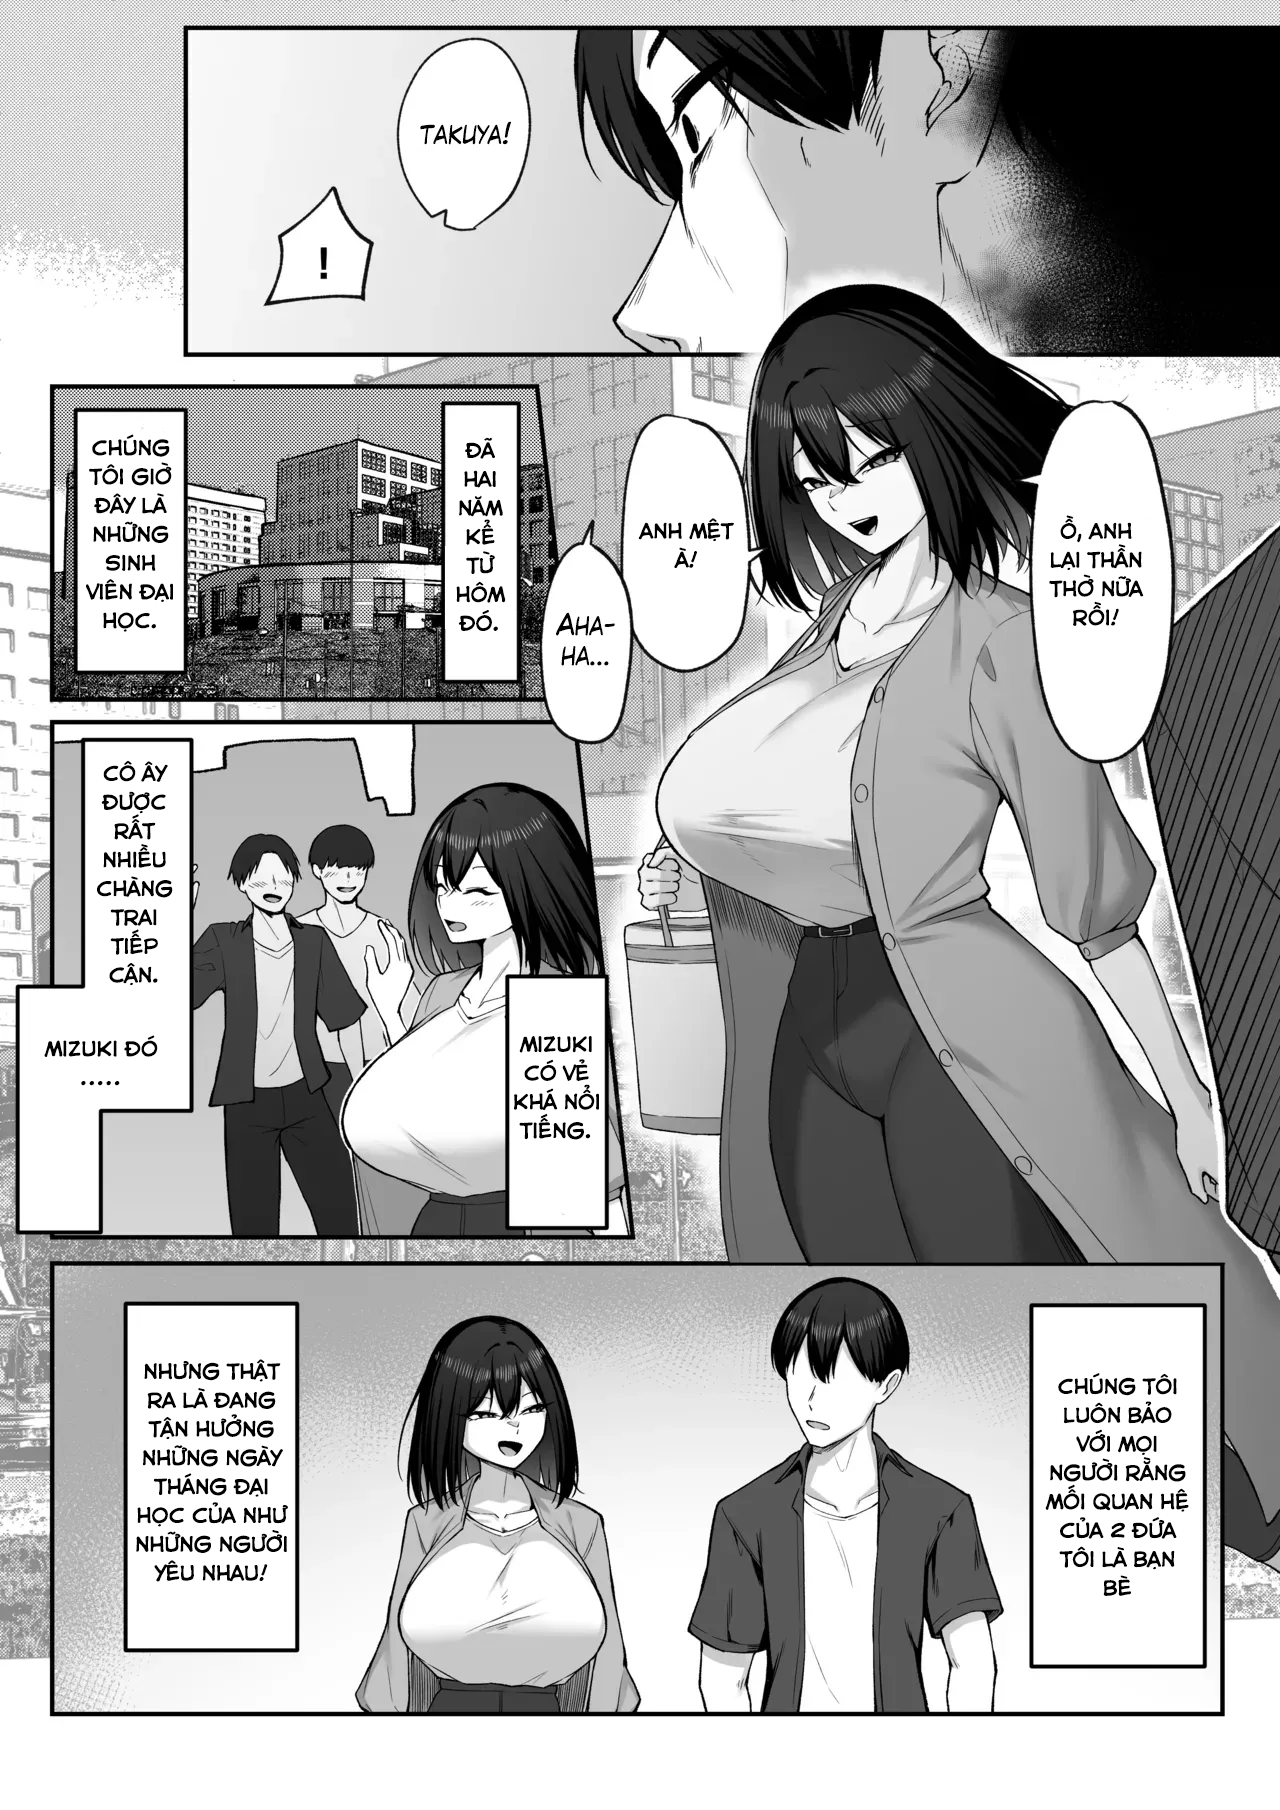 TAKUYA!
!
Ồ, ANH
LẠI THẦN
THỜ NỮA
RỒI!
ANH MỆT
À!
AHA-
HA...
ĐÃ
HAI
NĂM
KỂ
TỪ
HÔM
ĐÓ.
CHÚNG
TÔI GIỜ
ĐÂY LÀ
NHỮNG
SINH
VIÊN ĐẠI
HỌC.
MIZUKI
CÓ VẺ
KHÁ NỔI
TIẾNG.
CÔ ẤY
ĐƯỢC
RẤT
NHIỀU
CHÀNG
TRAI
TIẾP
CẬN.
MIZUKI ĐÓ
.....
CHÚNG TÔI
LUÔN BẢO
VỚI MỌI
NGƯỜI RẰNG
MỐI QUAN HỆ
CỦA 2 ĐỨA
TÔI LÀ BẠN
BÈ
NHƯNG THẬT
RA LÀ ĐANG
TẬN HƯỞNG
NHỮNG NGÀY
THÁNG ĐẠI
HỌC CỦA NHƯ
NHỮNG NGƯỜI
YÊU NHAU!